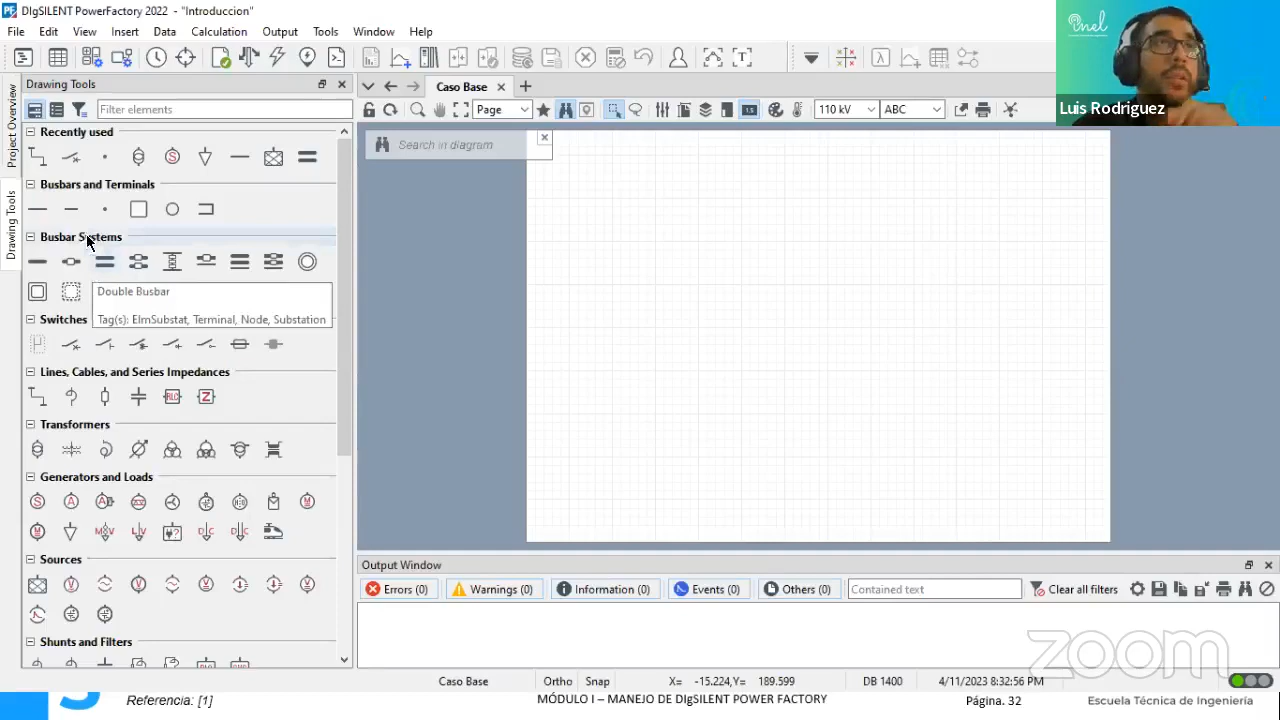 DIgSILENT PowerFactory 2022 - "Introduccion"
File Edit View Insert Data Calculation Output Tools Window Help
inel
Luis Rodriguez
Drawing Tools
Caso Base
Project Overview
Drawing Tools
Filter elements
Page
110 kV
ABC
Search in diagram
Recently used
Busbars and Terminals
Busbar Systems
Double Busbar
Tag(s): ElmSubstat, Terminal, Node, Substation
Switches
Lines, Cables, and Series Impedances
Transformers
Generators and Loads
Sources
Shunts and Filters
Output Window
Errors (0) Warnings (0) Information (0) Events (0) Others (0) Contained text Clear all filters
zoom
Caso Base Ortho Snap X= -15.224,Y= 189.599 DB 1400 4/11/2023 8:32:56 PM
Referencia: [1] MÓDULO I – MANEJO DE DIgSILENT POWER FACTORY Página. 32 Escuela Técnica de Ingeniería